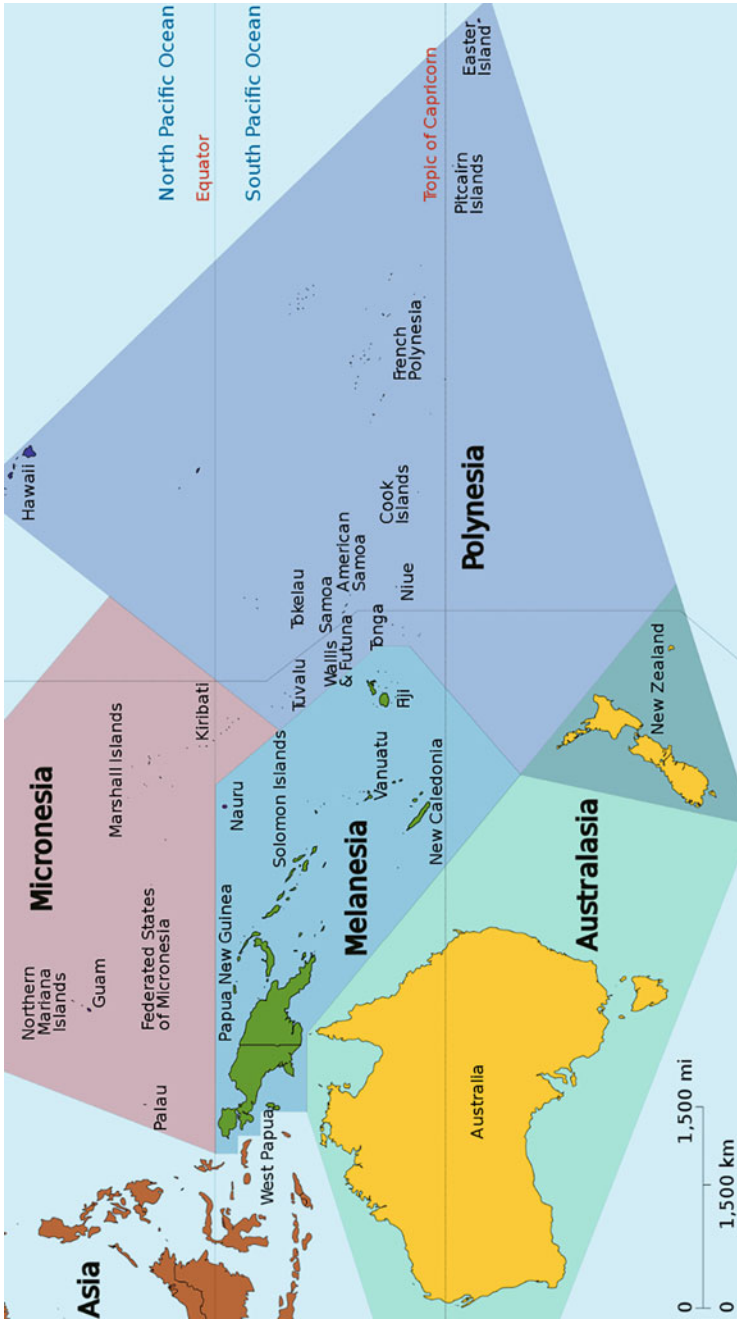 Asia
Northern
Mariana
Islands
Guam
Micronesia
Marshall Islands
Palau
Federated States
of Micronesia
Kiribati
Hawaii
North Pacific Ocean
Equator
South Pacific Ocean
West Papua
Papua New Guinea
Nauru
Solomon Islands
Melanesia
Vanuatu
New Caledonia
Fiji
Tuvalu
Tokelau
Wallis
& Futuna
Samoa
American
Samoa
Tonga
Niue
Cook
Islands
French
Polynesia
Polynesia
Tropic of Capricorn
Pitcairn
Islands
Easter
Island
Australia
Australasia
New Zealand
0
1,500 mi
0
1,500 km